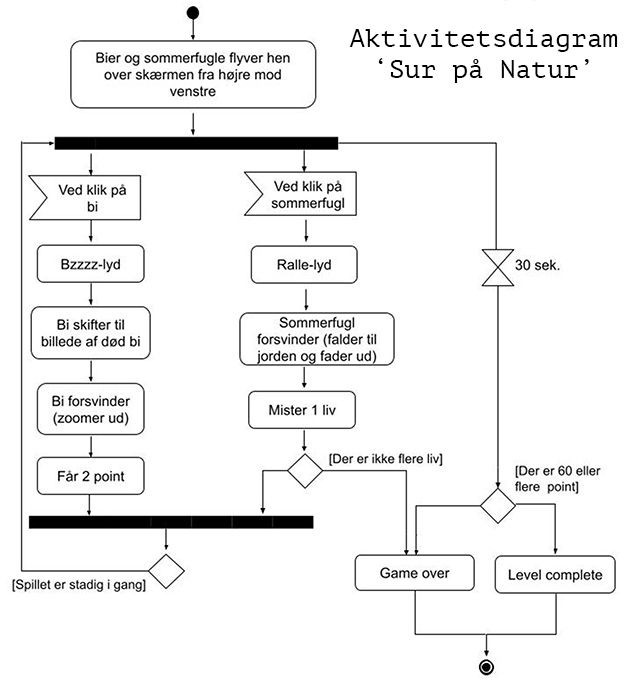 Aktivitetsdiagram
‘Sur på Natur’
Bier og sommerfugle flyver hen
over skærmen fra højre mod
venstre
Ved klik på
bi
Ved klik på
sommerfugl
Bzzzz-lyd
Ralle-lyd
30 sek.
Bi skifter til
billede af død bi
Sommerfugl
forsvinder (falder til
jorden og fader ud)
Bi forsvinder
(zoomer ud)
Mister 1 liv
Får 2 point
[Der er ikke flere liv]
[Der er 60 eller
flere point]
[Spillet er stadig i gang]
Game over
Level complete